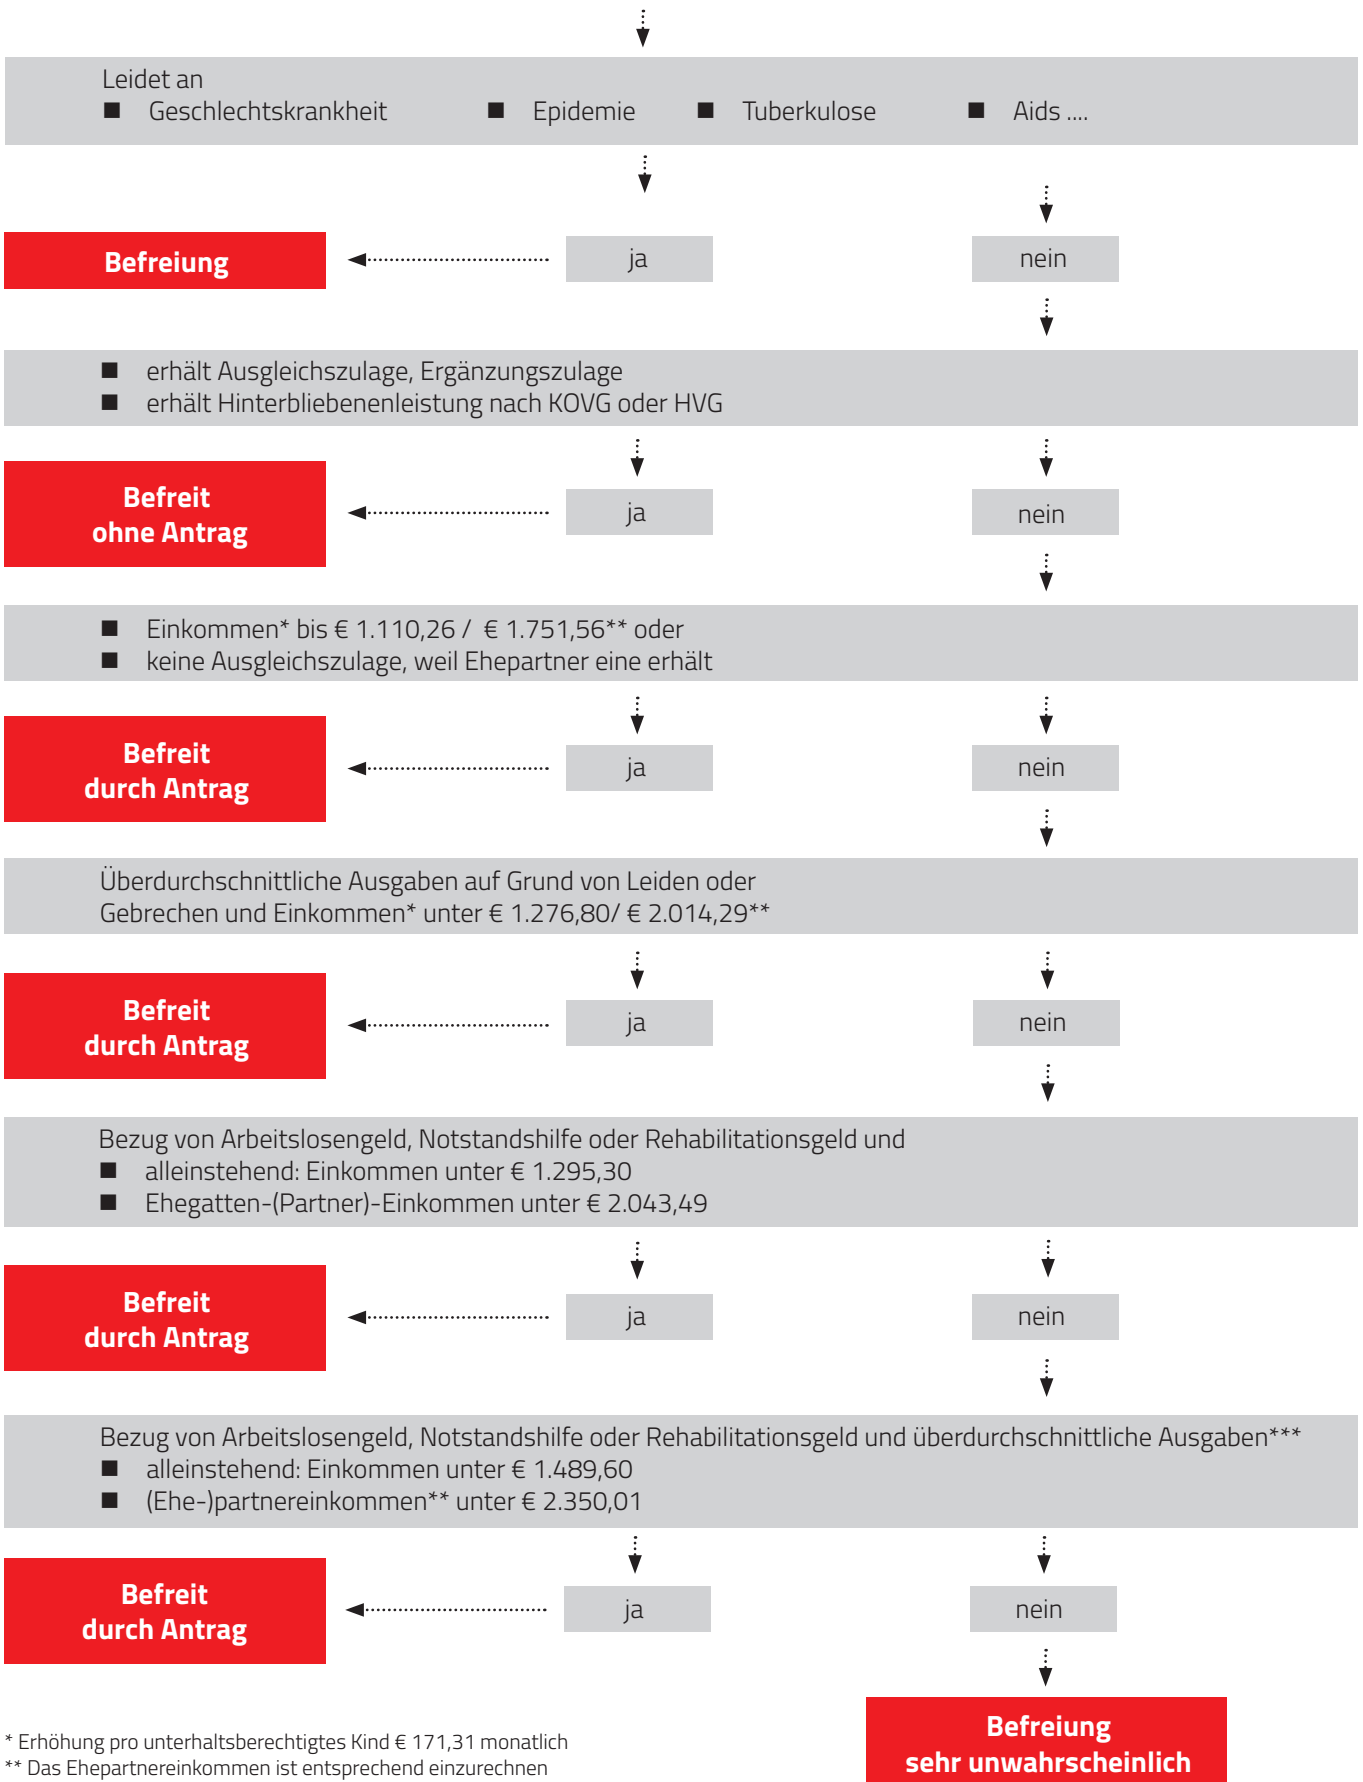 Leidet an
■ Geschlechtskrankheit ■ Epidemie ■ Tuberkulose ■ Aids ....
Befreiung
ja
nein
■ erhält Ausgleichszulage, Ergänzungszulage
■ erhält Hinterbliebenenleistung nach KOVG oder HVG
Befreit
ohne Antrag
ja
nein
■ Einkommen* bis € 1.110,26 / € 1.751,56** oder
■ keine Ausgleichszulage, weil Ehepartner eine erhält
Befreit
durch Antrag
ja
nein
Überdurchschnittliche Ausgaben auf Grund von Leiden oder
Gebrechen und Einkommen* unter € 1.276,80/ € 2.014,29**
Befreit
durch Antrag
ja
nein
Bezug von Arbeitslosengeld, Notstandshilfe oder Rehabilitationsgeld und
■ alleinstehend: Einkommen unter € 1.295,30
■ Ehegatten-(Partner)-Einkommen unter € 2.043,49
Befreit
durch Antrag
ja
nein
Bezug von Arbeitslosengeld, Notstandshilfe oder Rehabilitationsgeld und überdurchschnittliche Ausgaben***
■ alleinstehend: Einkommen unter € 1.489,60
■ (Ehe-)partnereinkommen** unter € 2.350,01
Befreit
durch Antrag
ja
nein
Befreiung
sehr unwahrscheinlich
* Erhöhung pro unterhaltsberechtigtes Kind € 171,31 monatlich
** Das Ehepartnereinkommen ist entsprechend einzurechnen